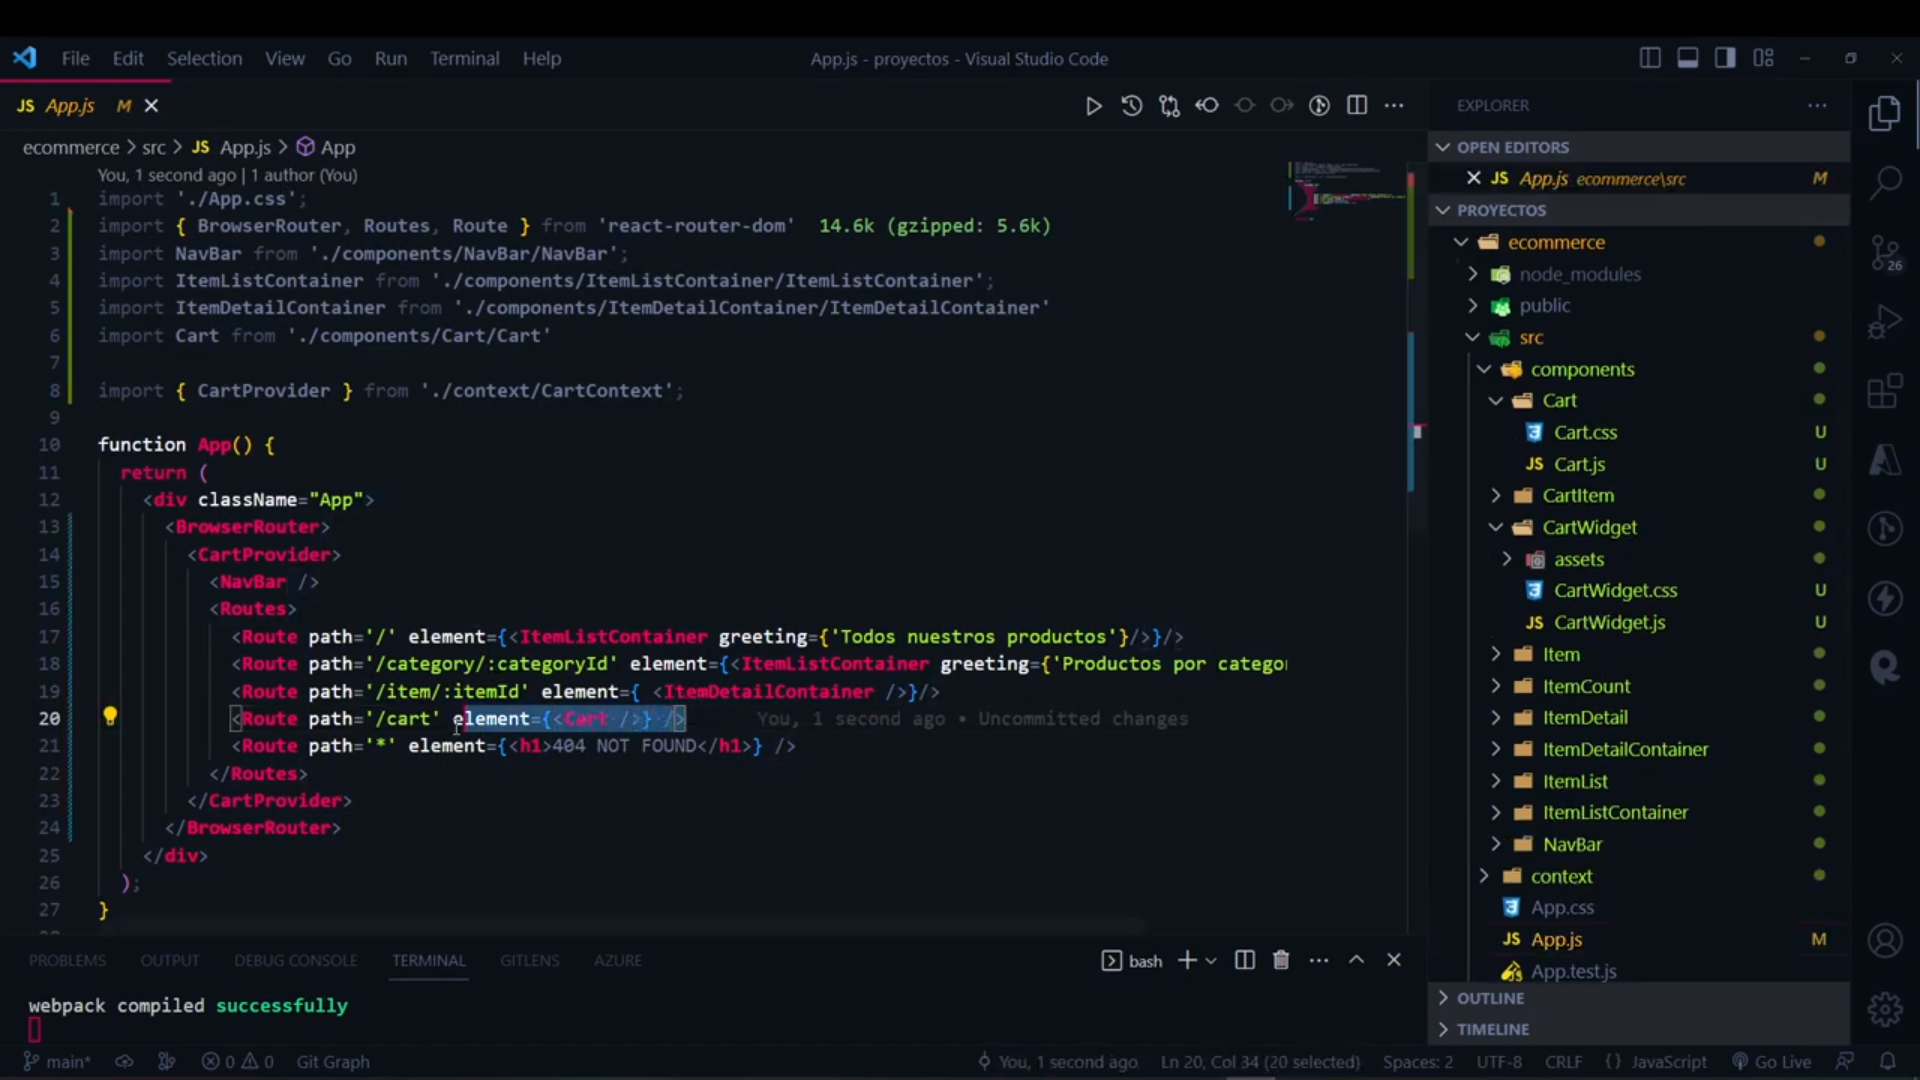 File Edit Selection View Go Run Terminal Help
App.js - proyectos - Visual Studio Code
JS App.js M
ecommerce > src > JS App.js > App
You, 1 second ago | 1 author (You)
1 import './App.css';
2 import { BrowserRouter, Routes, Route } from 'react-router-dom' 14.6k (gzipped: 5.6k)
3 import NavBar from './components/NavBar/NavBar';
4 import ItemListContainer from './components/ItemListContainer/ItemListContainer';
5 import ItemDetailContainer from './components/ItemDetailContainer/ItemDetailContainer'
6 import Cart from './components/Cart/Cart'
7
8 import { CartProvider } from './context/CartContext';
9
10 function App() {
11 return (
12 <div className="App">
13 <BrowserRouter>
14 <CartProvider>
15 <NavBar />
16 <Routes>
17 <Route path='/' element={<ItemListContainer greeting={'Todos nuestros productos'}/>}/>
18 <Route path='/category/:categoryId' element={<ItemListContainer greeting={'Productos por catego
19 <Route path='/item/:itemId' element={ <ItemDetailContainer />}/>
20 <Route path='/cart' element={<Cart />} /> You, 1 second ago • Uncommitted changes
21 <Route path='*' element={<h1>404 NOT FOUND</h1>} />
22 </Routes>
23 </CartProvider>
24 </BrowserRouter>
25 </div>
26 );
27 }
PROBLEMS OUTPUT DEBUG CONSOLE TERMINAL GITLENS AZURE
bash
webpack compiled successfully
EXPLORER
OPEN EDITORS
JS App.js ecommerce\src M
PROYECTOS
ecommerce
node_modules
public
src
components
Cart
Cart.css U
JS Cart.js U
CartItem
CartWidget
assets
CartWidget.css U
JS CartWidget.js U
Item
ItemCount
ItemDetail
ItemDetailContainer
ItemList
ItemListContainer
NavBar
context
App.css
JS App.js M
App.test.js
OUTLINE
TIMELINE
26
main* 0 0 Git Graph
You, 1 second ago Ln 20, Col 34 (20 selected) Spaces: 2 UTF-8 CRLF {} JavaScript Go Live